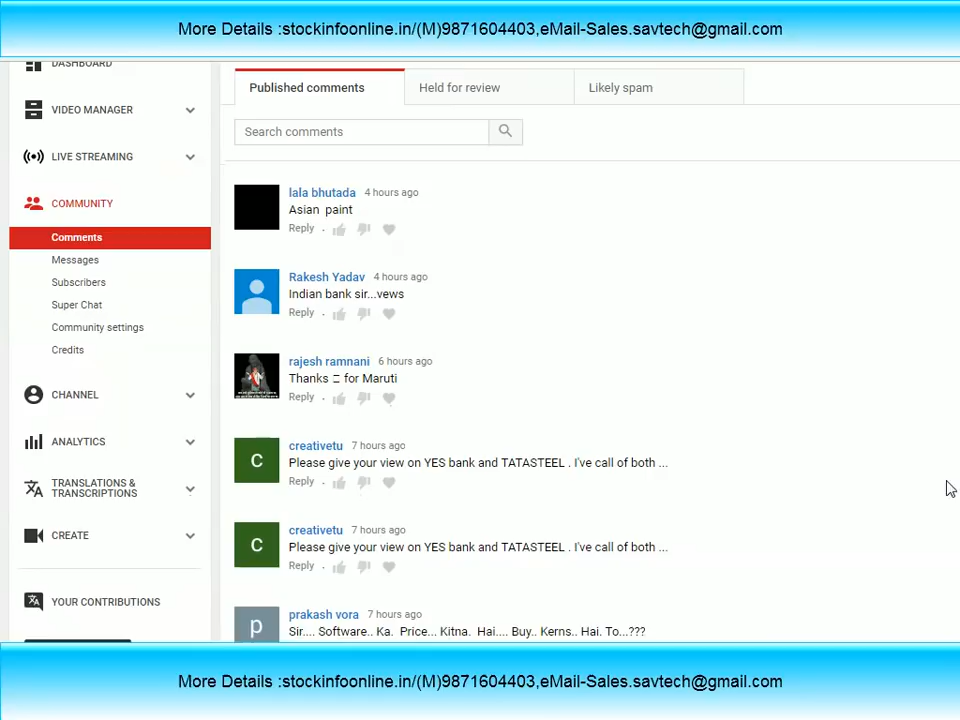 More Details :stockinfoonline.in/(M)9871604403,eMail-Sales.savtech@gmail.com
DASHBOARD
VIDEO MANAGER
LIVE STREAMING
COMMUNITY
Comments
Messages
Subscribers
Super Chat
Community settings
Credits
CHANNEL
ANALYTICS
TRANSLATIONS &
TRANSCRIPTIONS
CREATE
YOUR CONTRIBUTIONS
Published comments
Held for review
Likely spam
Search comments
lala bhutada 4 hours ago
Asian paint
Reply
Rakesh Yadav 4 hours ago
Indian bank sir...vews
Reply
rajesh ramnani 6 hours ago
Thanks for Maruti
Reply
C
creativetu 7 hours ago
Please give your view on YES bank and TATASTEEL . I've call of both ...
Reply
C
creativetu 7 hours ago
Please give your view on YES bank and TATASTEEL . I've call of both ...
Reply
p
prakash vora 7 hours ago
Sir.... Software.. Ka. Price... Kitna. Hai.... Buy.. Kerns.. Hai. To...???
More Details :stockinfoonline.in/(M)9871604403,eMail-Sales.savtech@gmail.com